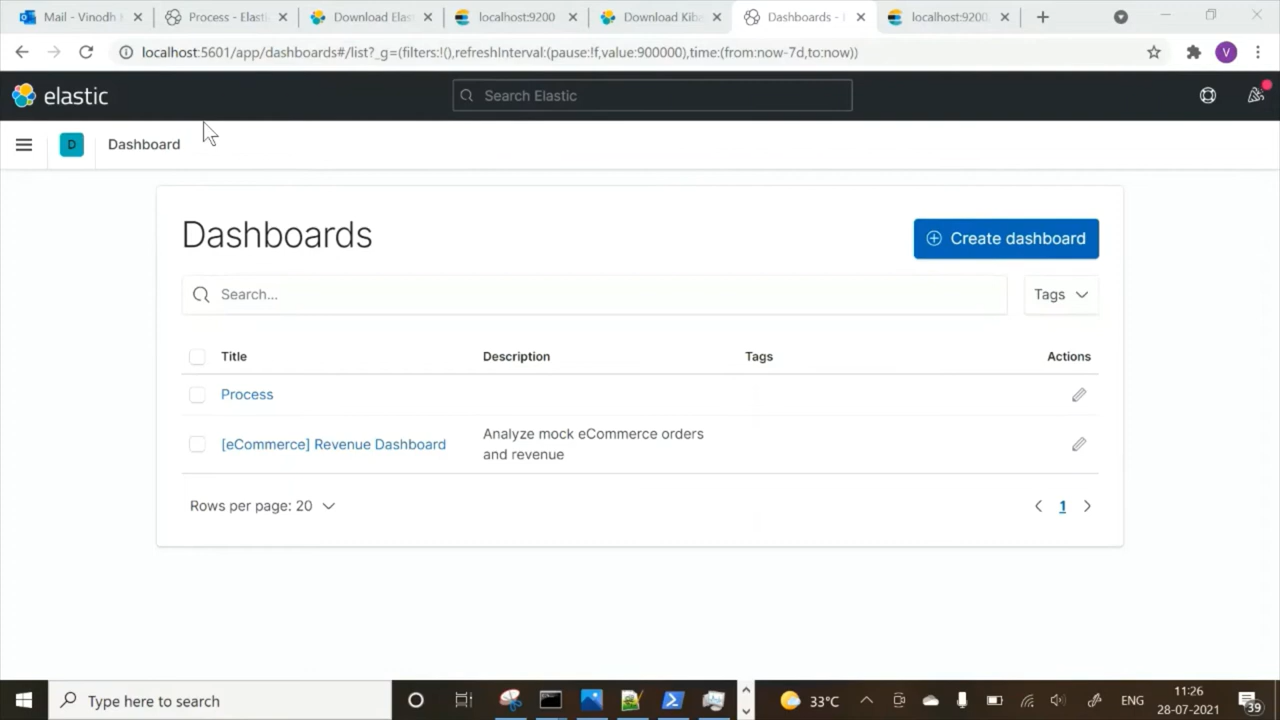 Mail - Vinodh
Process - Elasti
Download Elas
localhost:9200
Download Kiba
Dashboards - 
localhost:9200
localhost:5601/app/dashboards#/list?_g=(filters:!(),refreshInterval:(pause:!f,value:900000),time:(from:now-7d,to:now))
V
elastic
Search Elastic
D
Dashboard
Dashboards
Create dashboard
Search...
Tags
Title Description Tags Actions
Process
[eCommerce] Revenue Dashboard
Analyze mock eCommerce orders
and revenue
Rows per page: 20
1
Type here to search
33°C
ENG
11:26
28-07-2021
39